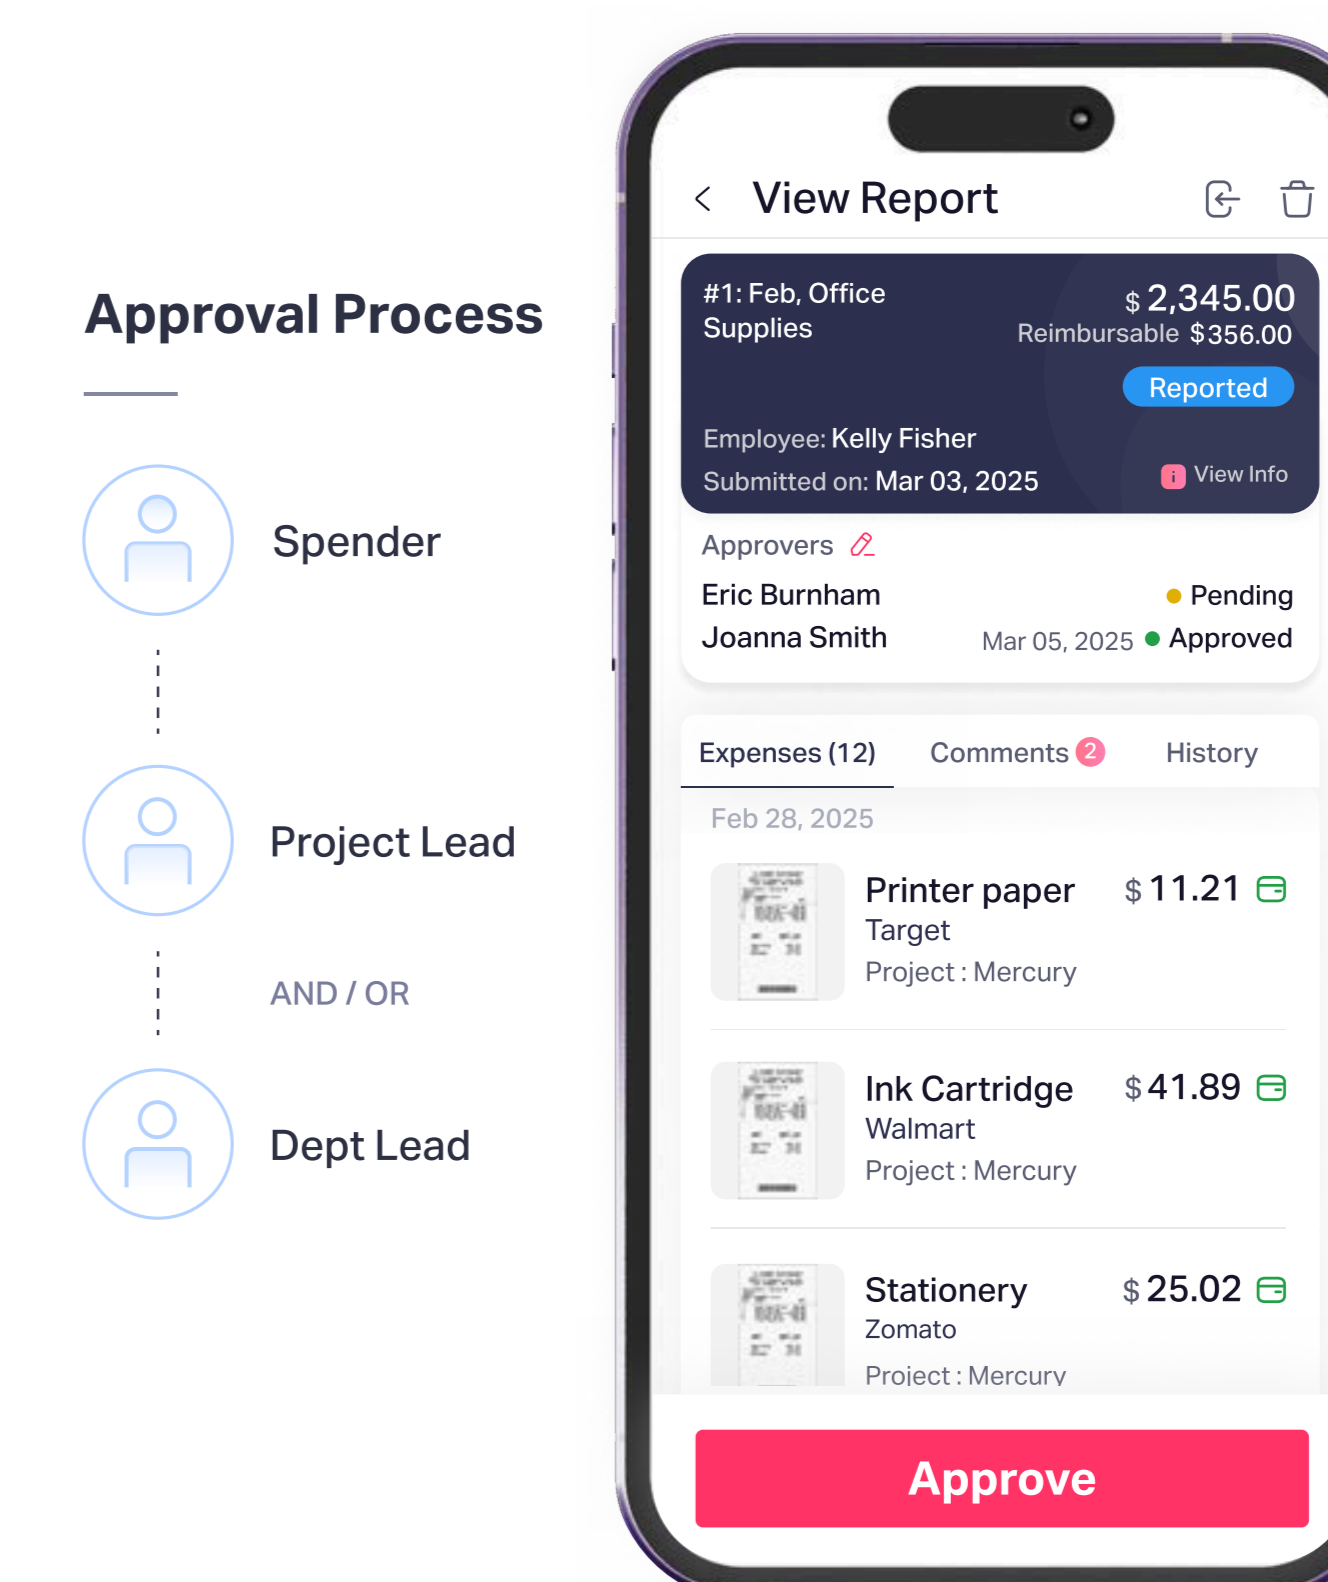 Approval Process
Spender
Project Lead
AND / OR
Dept Lead
View Report
#1: Feb, Office
Supplies
$ 2,345.00
Reimbursable $356.00
Reported
Employee: Kelly Fisher
Submitted on: Mar 03, 2025
i View Info
Approvers
Eric Burnham Pending
Joanna Smith Mar 05, 2025 Approved
Expenses (12) Comments 2 History
Feb 28, 2025
Printer paper $ 11.21
Target
Project : Mercury
Ink Cartridge $ 41.89
Walmart
Project : Mercury
Stationery $ 25.02
Zomato
Project : Mercury
Approve